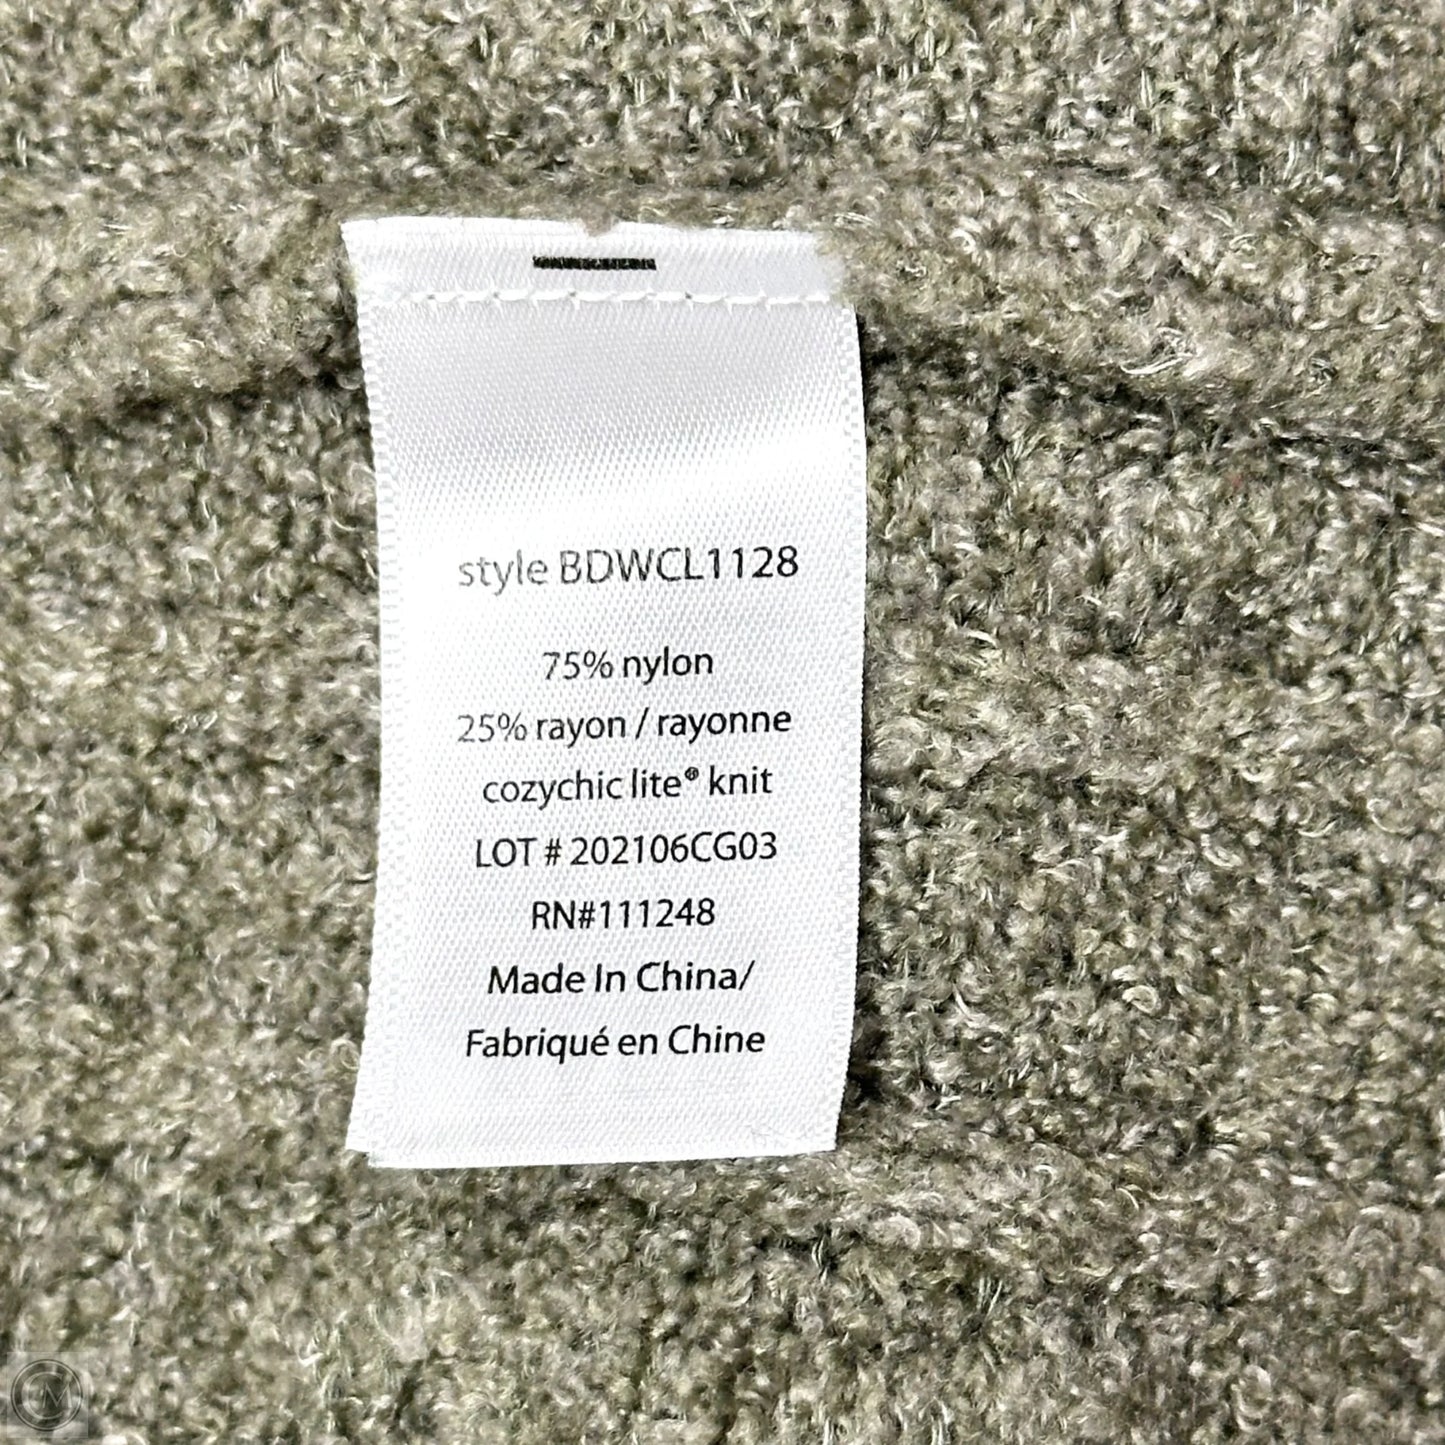 style BDWCL1128
75% nylon
25% rayon / rayonne
cozychic lite® knit
LOT # 202106CG03
RN#111248
Made In China/
Fabriqué en Chine